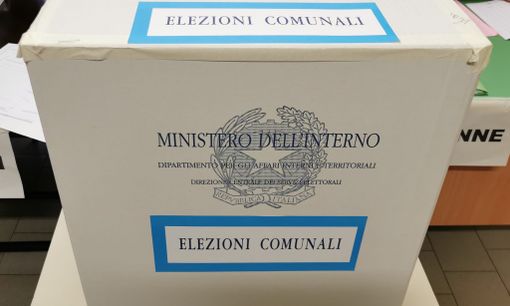 ELEZIONI COMUNALI
MINISTERO DELL'INTERNO
DIPARTIMENTO PER GLI AFFARI INTERNI E TERRITORIALI
DIREZIONE CENTRALE DEI SERVIZI ELETTORALI
REPUBBLICA ITALIANA
ELEZIONI COMUNALI
NNE